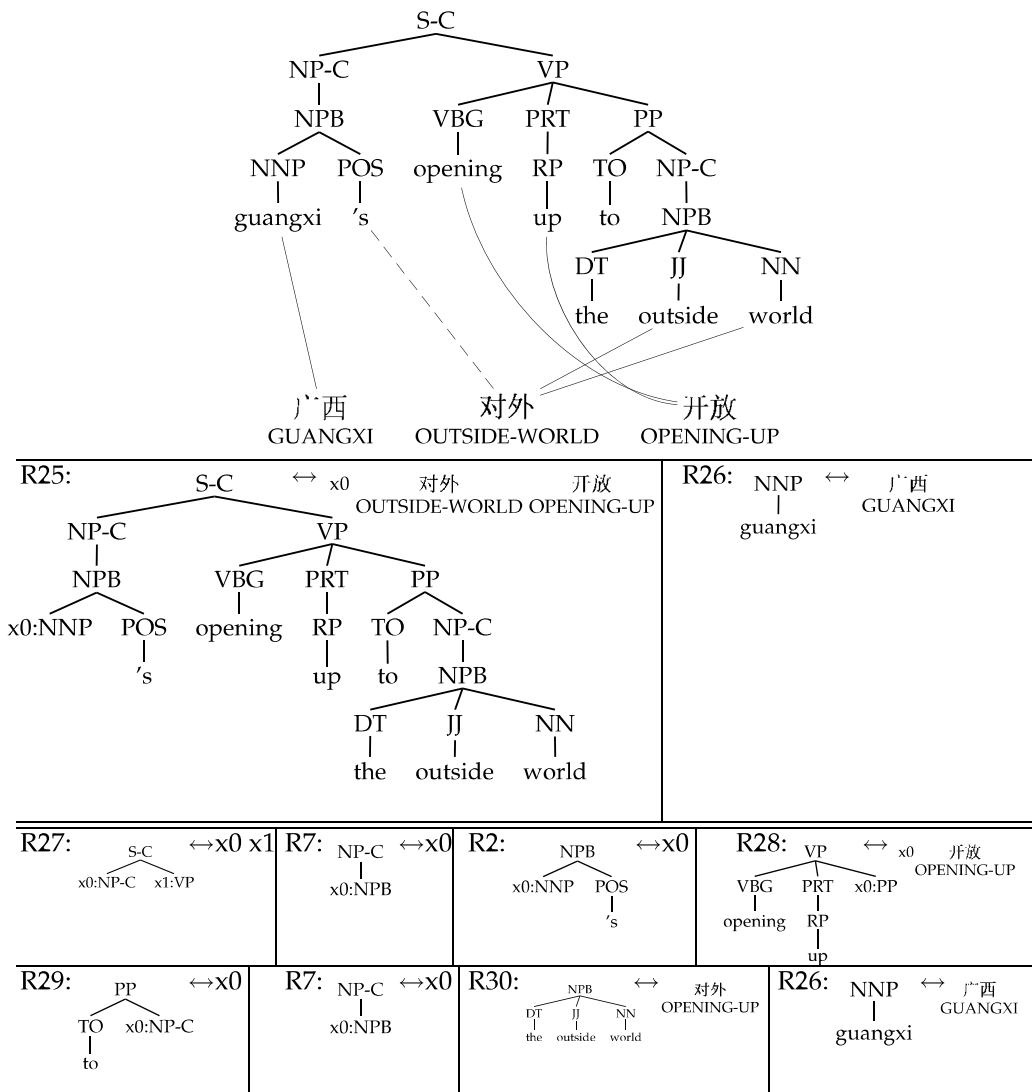 S-C
NP-C VP
NPB VBG PRT PP
NNP POS opening RP TO NP-C
guangxi 's up to NPB
DT JJ NN
the outside world
广西 对外 开放
GUANGXI OUTSIDE-WORLD OPENING-UP
R25: S-C ↔ x0 对外 开放
OUTSIDE-WORLD OPENING-UP
NP-C VP
NPB VBG PRT PP
x0:NNP POS opening RP TO NP-C
's up to NPB
DT JJ NN
the outside world
R26: NNP ↔ 广西
GUANGXI
guangxi
R27: S-C ↔x0 x1
x0:NP-C x1:VP
R7: NP-C ↔x0
x0:NPB
R2: NPB ↔x0
x0:NNP POS
's
R28: VP ↔ x0 开放
OPENING-UP
VBG PRT x0:PP
opening RP
up
R29: PP ↔x0
TO x0:NP-C
to
R7: NP-C ↔x0
x0:NPB
R30: NPB ↔ 对外
OPENING-UP
DT JJ NN
the outside world
R26: NNP ↔ 广西
GUANGXI
guangxi